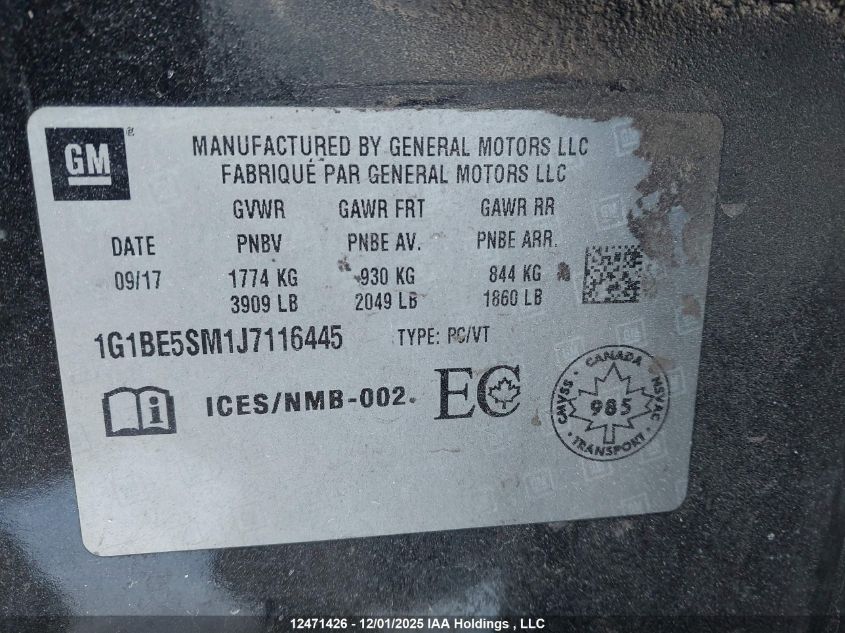 GM
MANUFACTURED BY GENERAL MOTORS LLC
FABRIQUÉ PAR GENERAL MOTORS LLC
GVWR GAWR FRT GAWR RR
DATE PNBV PNBE AV. PNBE ARR.
09/17 1774 KG 930 KG 844 KG
3909 LB 2049 LB 1860 LB
1G1BE5SM1J7116445 TYPE: PC/VT
i ICES/NMB-002 EC
CANADA
CMVSS 985 NSVAC
TRANSPORT
12471426 - 12/01/2025 IAA Holdings , LLC